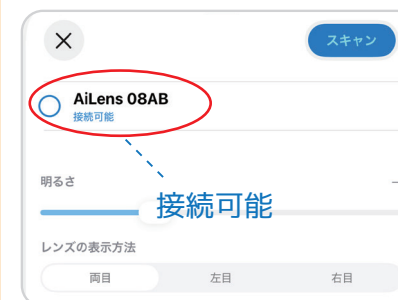 スキャン
AiLens 08AB
接続可能
接続可能
明るさ
レンズの表示方法
両目 左目 右目